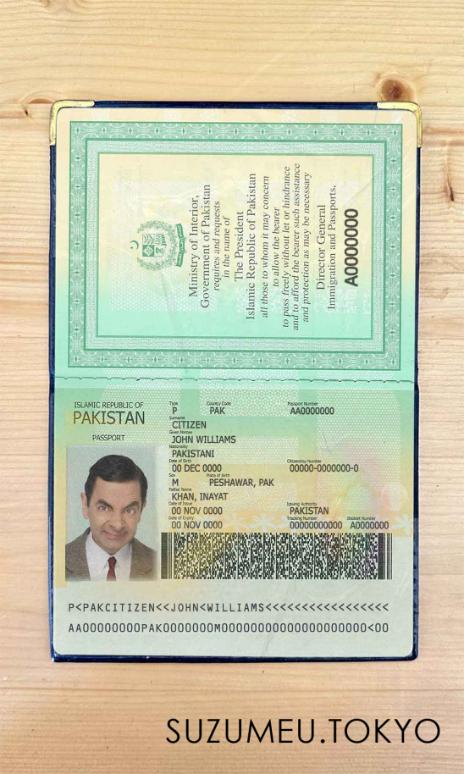 Ministry of Interior,
Government of Pakistan
requires and requests
in the name of
The President
Islamic Republic of Pakistan
all those to whom it may concern
to allow the bearer
to pass freely without let or hindrance
and to afford the bearer such assistance
and protection as may be necessary
Director General
Immigration and Passports.
A0000000
ISLAMIC REPUBLIC OF
PAKISTAN
PASSPORT
Type Country Code Passport Number
P PAK AA0000000
Surname
CITIZEN
Given Names
JOHN WILLIAMS
Nationality
PAKISTANI
Date of Birth Citizenship Number
00 DEC 0000 00000-0000000-0
Sex Place of Birth
M PESHAWAR, PAK
Father Name
KHAN, INAYAT
Date of Issue Issuing Authority
00 NOV 0000 PAKISTAN
Date of Expiry Tracking Number Booklet Number
00 NOV 0000 00000000000 A0000000
P<PAKCITIZEN<<JOHN<WILLIAMS<<<<<<<<<<<<<<<<<
AA00000000PAK0000000M00000000000000000000<00
SUZUMEU.TOKYO